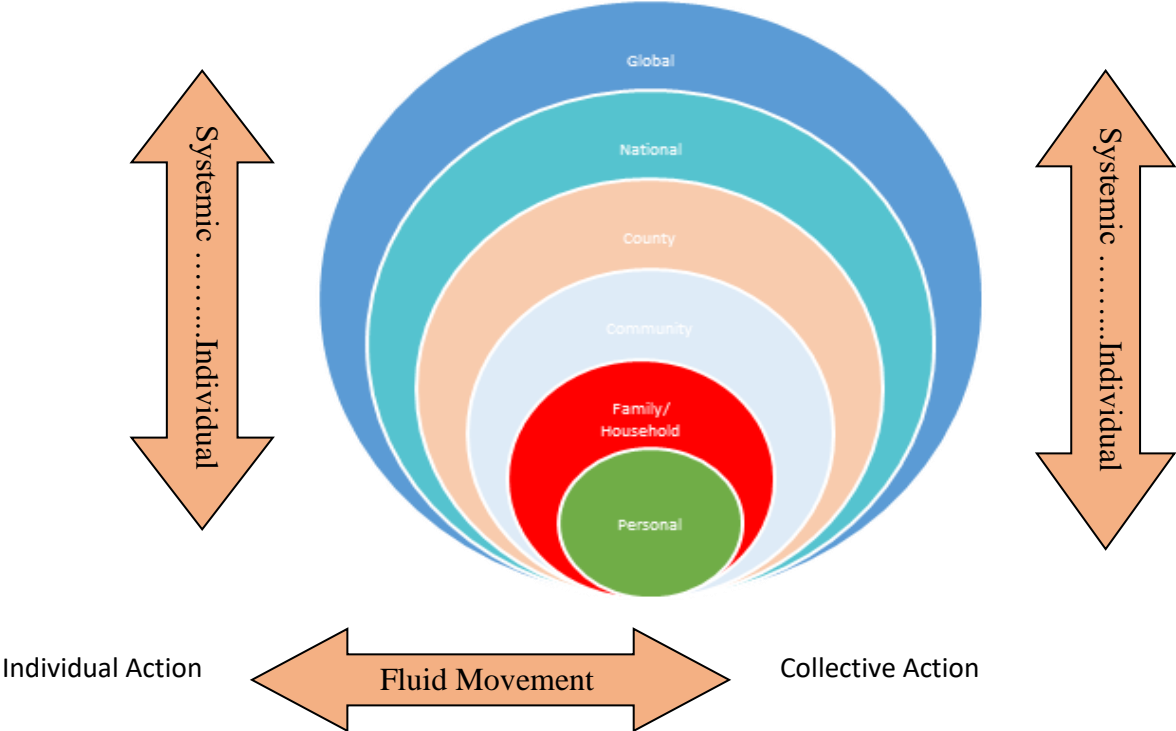 Global
National
County
Community
Family/
Household
Personal
Systemic ………..Individual
Systemic ………..Individual
Individual Action
Fluid Movement
Collective Action